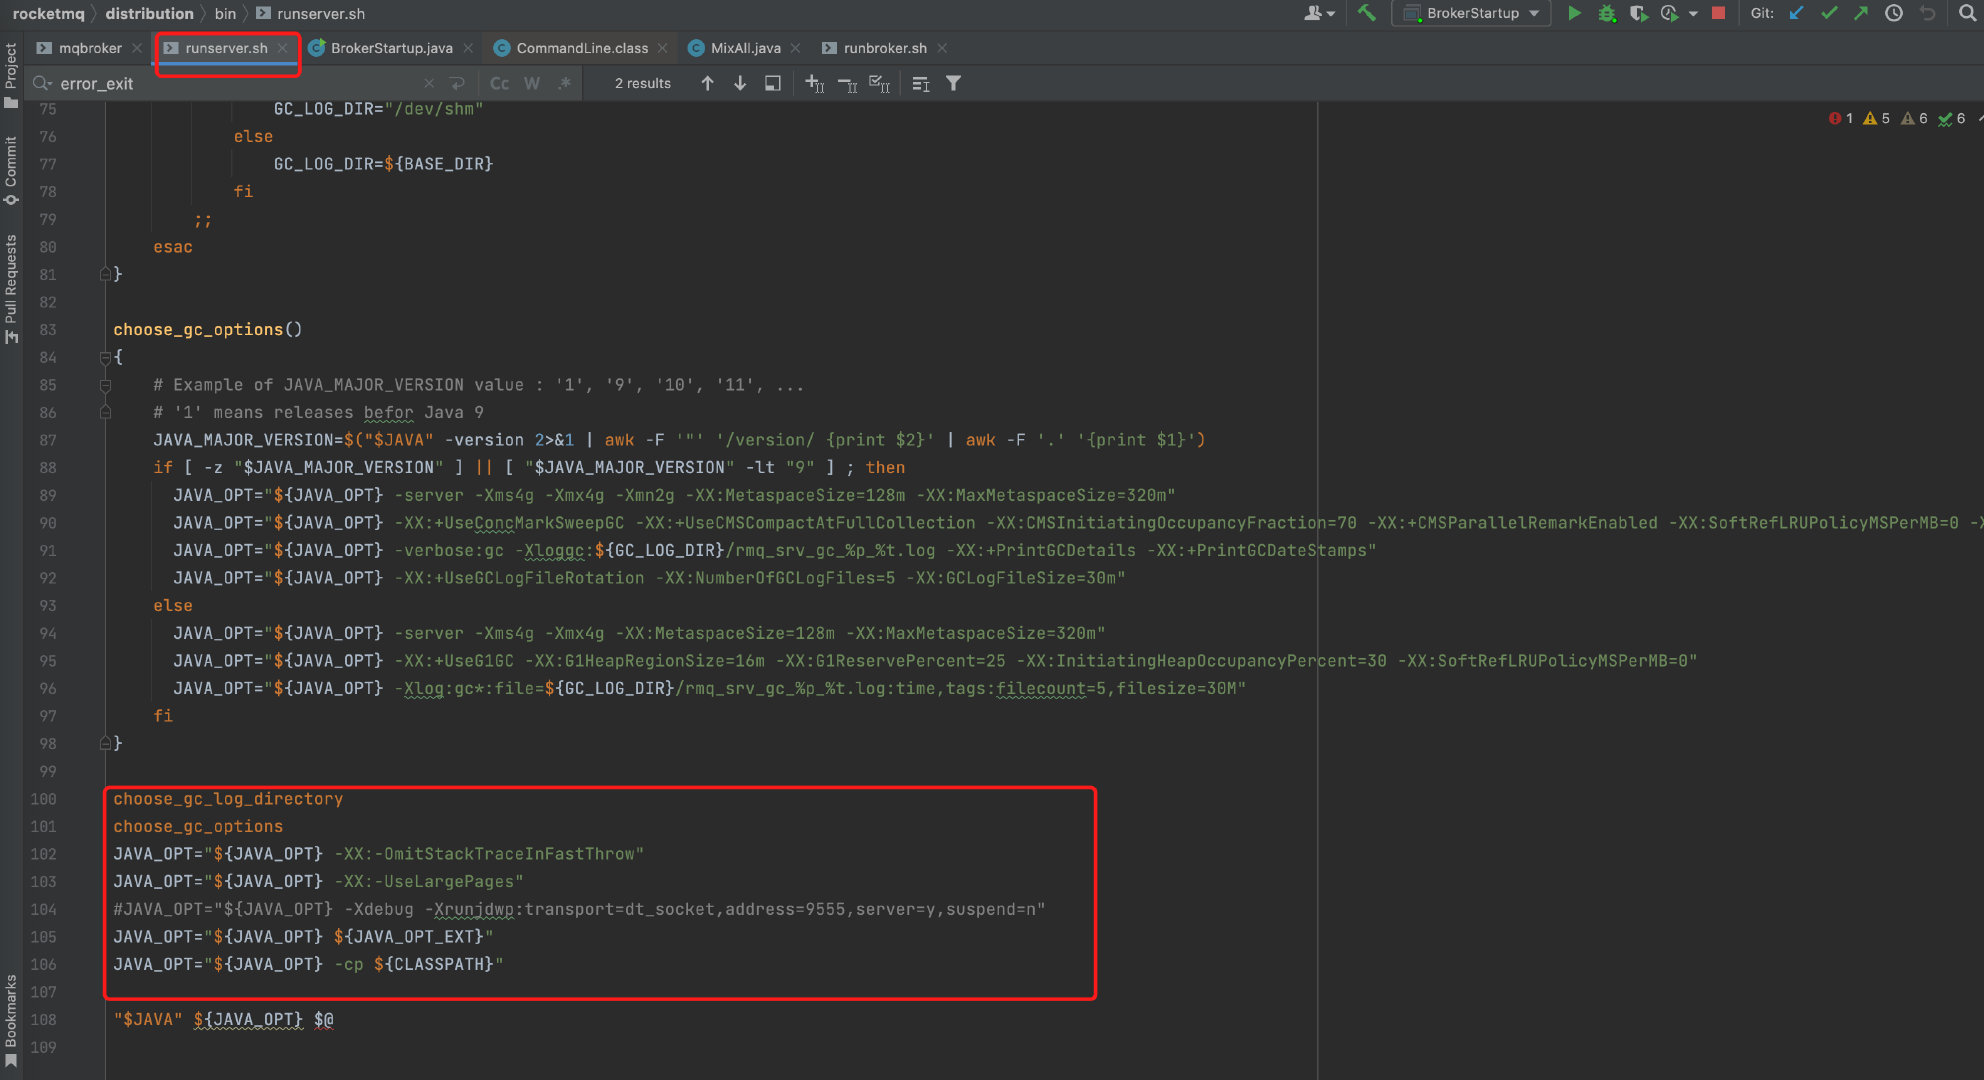 rocketmq distribution bin runserver.sh BrokerStartup Git:
mqbroker runserver.sh BrokerStartup.java CommandLine.class MixAll.java runbroker.sh
error_exit Cc W .* 2 results
1 5 6 6
Project
Commit
Pull Requests
Bookmarks
75 GC_LOG_DIR="/dev/shm"
76 else
77 GC_LOG_DIR=${BASE_DIR}
78 fi
79 ;;
80 esac
81 }
82
83 choose_gc_options()
84 {
85 # Example of JAVA_MAJOR_VERSION value : '1', '9', '10', '11', ...
86 # '1' means releases befor Java 9
87 JAVA_MAJOR_VERSION=$("$JAVA" -version 2>&1 | awk -F '"' '/version/ {print $2}' | awk -F '.' '{print $1}')
88 if [ -z "$JAVA_MAJOR_VERSION" ] || [ "$JAVA_MAJOR_VERSION" -lt "9" ] ; then
89 JAVA_OPT="${JAVA_OPT} -server -Xms4g -Xmx4g -Xmn2g -XX:MetaspaceSize=128m -XX:MaxMetaspaceSize=320m"
90 JAVA_OPT="${JAVA_OPT} -XX:+UseConcMarkSweepGC -XX:+UseCMSCompactAtFullCollection -XX:CMSInitiatingOccupancyFraction=70 -XX:+CMSParallelRemarkEnabled -XX:SoftRefLRUPolicyMSPerMB=0 -X
91 JAVA_OPT="${JAVA_OPT} -verbose:gc -Xloggc:${GC_LOG_DIR}/rmq_srv_gc_%p_%t.log -XX:+PrintGCDetails -XX:+PrintGCDateStamps"
92 JAVA_OPT="${JAVA_OPT} -XX:+UseGCLogFileRotation -XX:NumberOfGCLogFiles=5 -XX:GCLogFileSize=30m"
93 else
94 JAVA_OPT="${JAVA_OPT} -server -Xms4g -Xmx4g -XX:MetaspaceSize=128m -XX:MaxMetaspaceSize=320m"
95 JAVA_OPT="${JAVA_OPT} -XX:+UseG1GC -XX:G1HeapRegionSize=16m -XX:G1ReservePercent=25 -XX:InitiatingHeapOccupancyPercent=30 -XX:SoftRefLRUPolicyMSPerMB=0"
96 JAVA_OPT="${JAVA_OPT} -Xlog:gc*:file=${GC_LOG_DIR}/rmq_srv_gc_%p_%t.log:time,tags:filecount=5,filesize=30M"
97 fi
98 }
99
100 choose_gc_log_directory
101 choose_gc_options
102 JAVA_OPT="${JAVA_OPT} -XX:-OmitStackTraceInFastThrow"
103 JAVA_OPT="${JAVA_OPT} -XX:-UseLargePages"
104 #JAVA_OPT="${JAVA_OPT} -Xdebug -Xrunjdwp:transport=dt_socket,address=9555,server=y,suspend=n"
105 JAVA_OPT="${JAVA_OPT} ${JAVA_OPT_EXT}"
106 JAVA_OPT="${JAVA_OPT} -cp ${CLASSPATH}"
107
108 "$JAVA" ${JAVA_OPT} $@
109